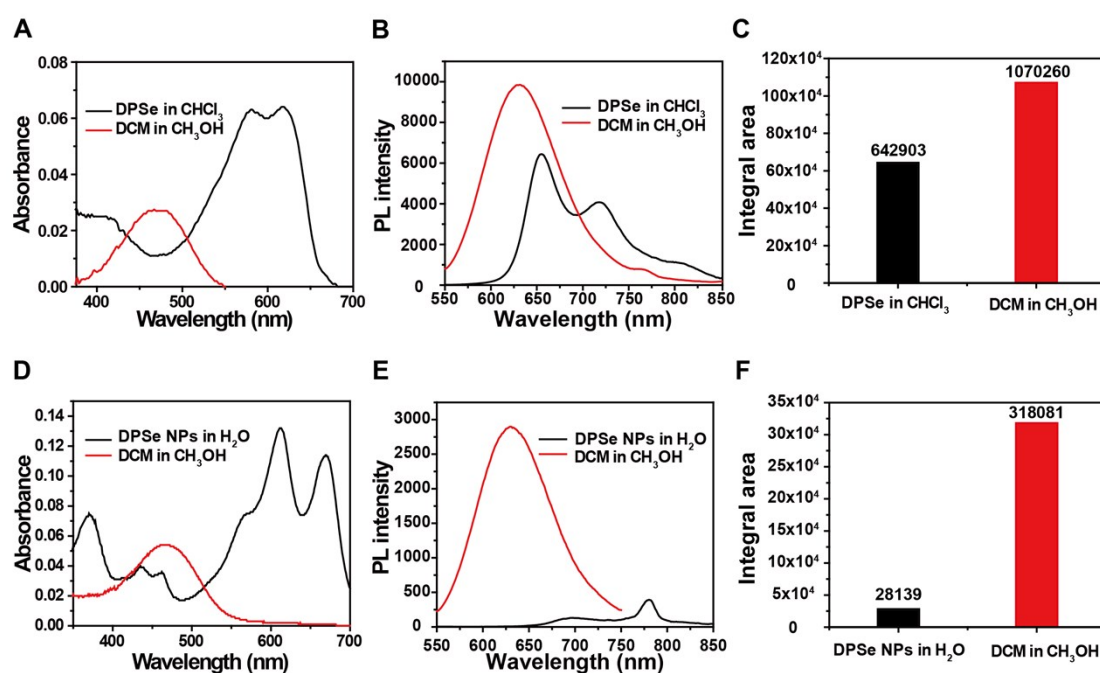 A
Absorbance
0.08
0.06
0.04
0.02
0.00
DPSe in CHCl₃
DCM in CH₃OH
400
500
600
700
Wavelength (nm)
B
PL intensity
10000
8000
6000
4000
2000
0
DPSe in CHCl₃
DCM in CH₃OH
550
600
650
700
750
800
850
Wavelength (nm)
C
Integral area
120x10⁴
100x10⁴
80x10⁴
60x10⁴
40x10⁴
20x10⁴
0
642903
1070260
DPSe in CHCl₃
DCM in CH₃OH
D
Absorbance
0.14
0.12
0.10
0.08
0.06
0.04
0.02
0.00
DPSe NPs in H₂O
DCM in CH₃OH
400
500
600
700
Wavelength (nm)
E
PL intensity
3000
2750
2500
2250
2000
1750
1500
1250
1000
750
500
250
0
DPSe NPs in H₂O
DCM in CH₃OH
550
600
650
700
750
800
850
Wavelength (nm)
F
Integral area
35x10⁴
30x10⁴
25x10⁴
20x10⁴
15x10⁴
10x10⁴
5x10⁴
0
28139
318081
DPSe NPs in H₂O
DCM in CH₃OH